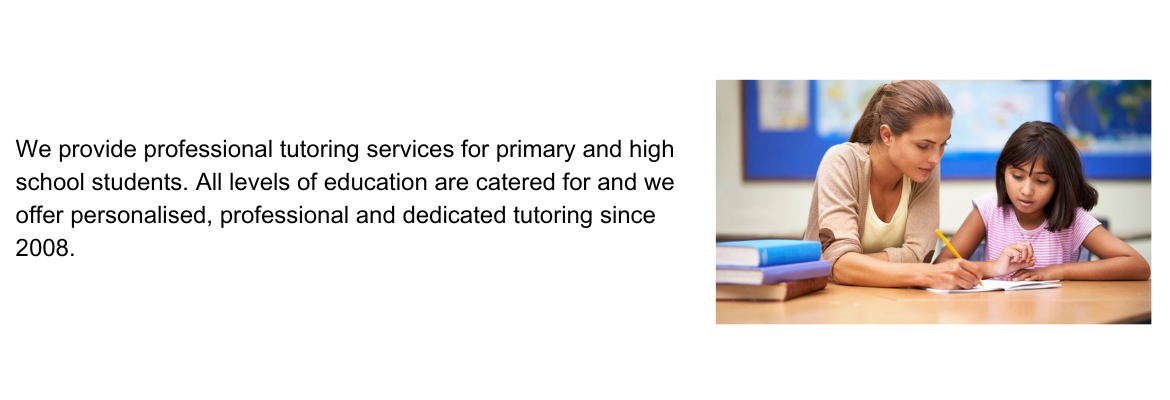 We provide professional tutoring services for primary and high
school students. All levels of education are catered for and we
offer personalised, professional and dedicated tutoring since
2008.